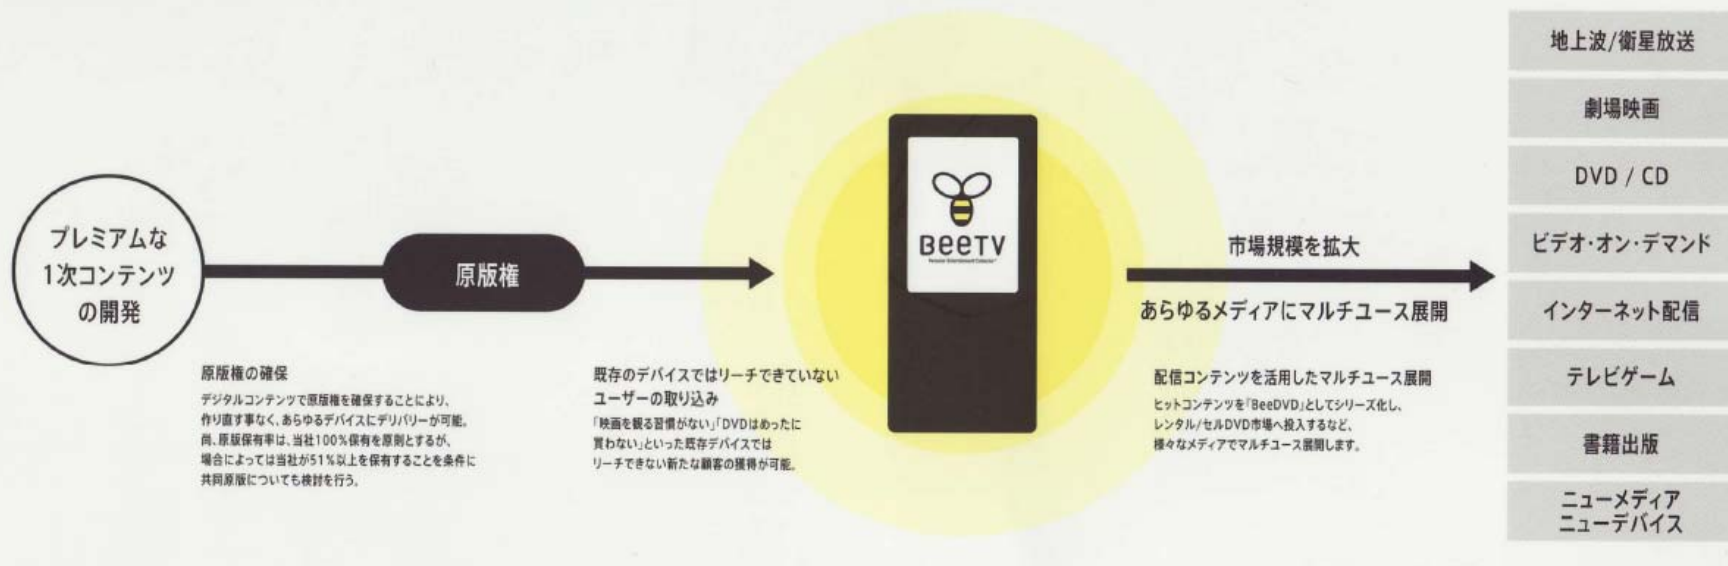 プレミアムな
1次コンテンツ
の開発
原版権
原版権の確保
デジタルコンテンツで原版権を確保することにより、
作り直す事なく、あらゆるデバイスにデリバリーが可能。
尚、原版保有率は、当社100%保有を原則とするが、
場合によっては当社が51%以上を保有することを条件に
共同原版についても検討を行う。
既存のデバイスではリーチできていない
ユーザーの取り込み
「映画を観る習慣がない」「DVDはめったに
買わない」といった既存デバイスでは
リーチできない新たな顧客の獲得が可能。
BeeTV
市場規模を拡大
あらゆるメディアにマルチユース展開
配信コンテンツを活用したマルチユース展開
ヒットコンテンツを「BeeDVD」としてシリーズ化し、
レンタル/セルDVD市場へ投入するなど、
様々なメディアでマルチユース展開します。
地上波/衛星放送
劇場映画
DVD / CD
ビデオ・オン・デマンド
インターネット配信
テレビゲーム
書籍出版
ニューメディア
ニューデバイス